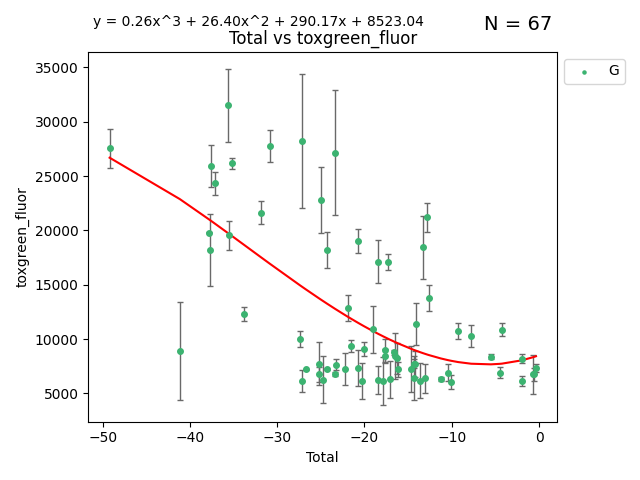 y = 0.26x^3 + 26.40x^2 + 290.17x + 8523.04
N = 67
Total vs toxgreen_fluor
G
35000
30000
25000
20000
15000
10000
5000
toxgreen_fluor
−50
−40
−30
−20
−10
0
Total